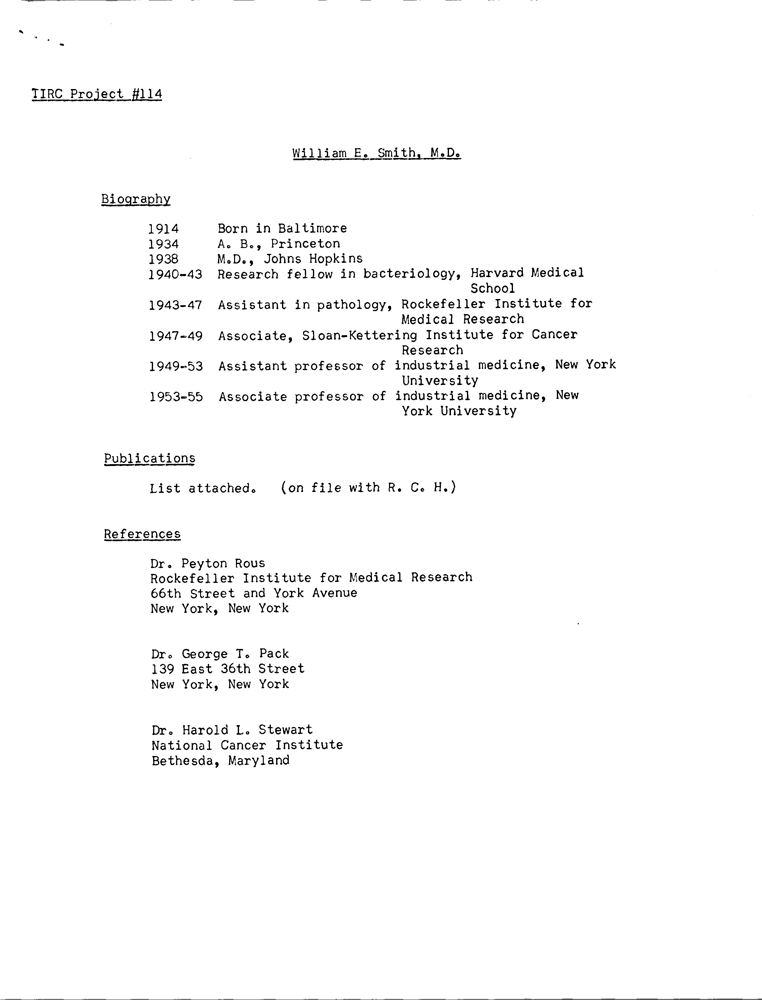 TIRC Project #114
William E. Smith, M.D.
Biography
1914 Born in Baltimore
1934 A. B., Princeton
1938 M.D., Johns Hopkins
1940-43 Research fellow in bacteriology, Harvard Medical
School
1943-47 Assistant in pathology, Rockefeller Institute for
Medical Research
1947-49 Associate, Sloan-Kettering Institute for Cancer
Research
1949-53 Assistant professor of industrial medicine, New York
University
1953-55 Associate professor of industrial medicine, New
York University
Publications
List attached. (on file with R. C. H.)
References
Dr. Peyton Rous
Rockefeller Institute for Medical Research
66th Street and York Avenue
New York, New York
Dr. George T. Pack
139 East 36th Street
New York, New York
Dr. Harold L. Stewart
National Cancer Institute
Bethesda, Maryland